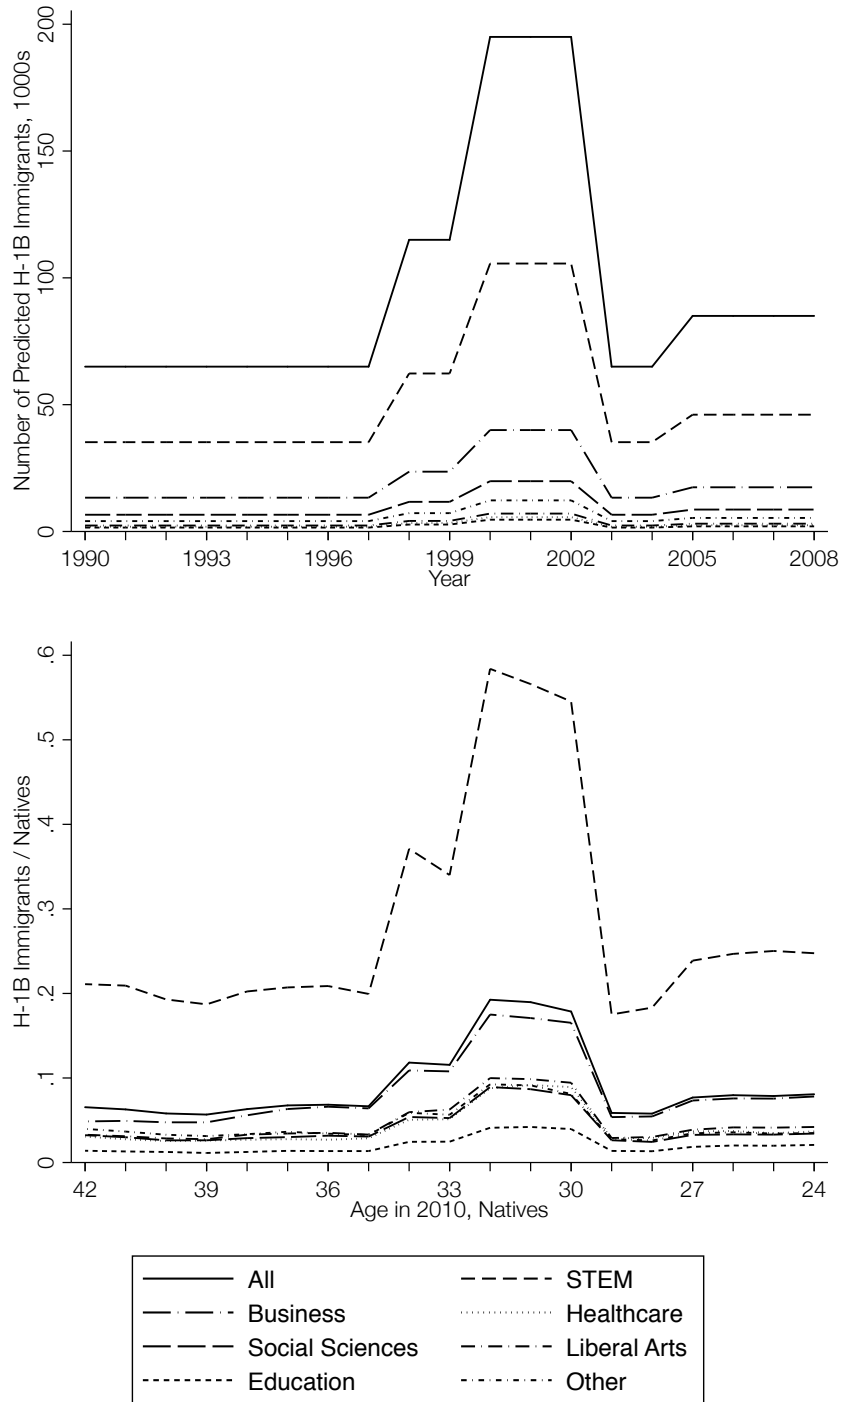 Number of Predicted H-1B Immigrants, 1000s
200
150
100
50
0
1990 1993 1996 1999 2002 2005 2008
Year
H-1B Immigrants / Natives
.6
.5
.4
.3
.2
.1
0
42 39 36 33 30 27 24
Age in 2010, Natives
All STEM
Business Healthcare
Social Sciences Liberal Arts
Education Other